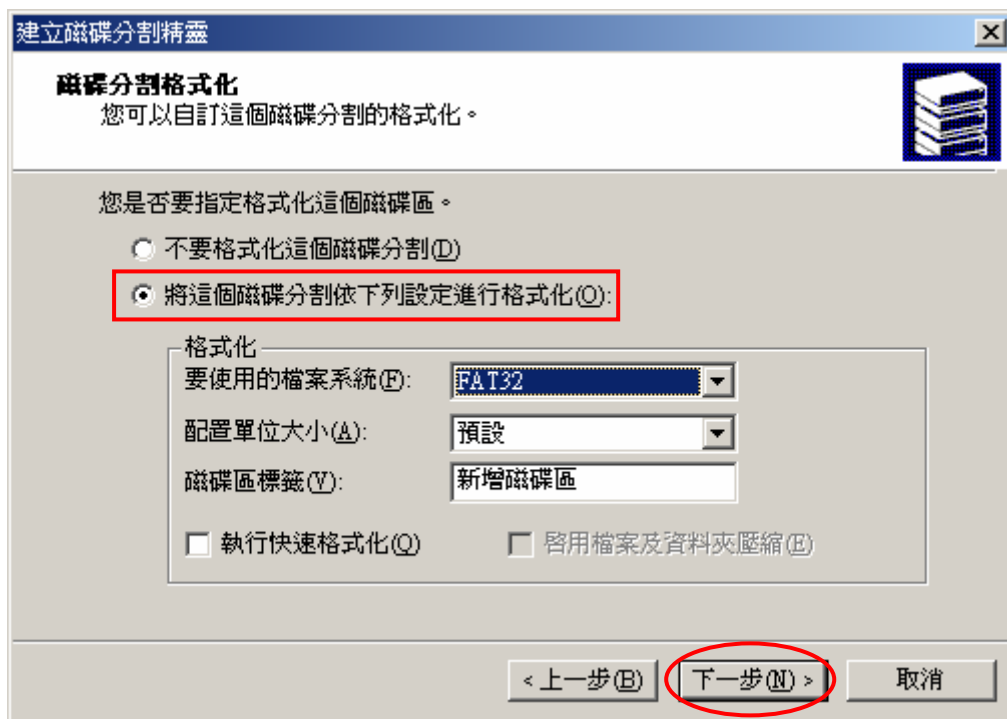 建立磁碟分割精靈
磁碟分割格式化
您可以自訂這個磁碟分割的格式化。
您是否要指定格式化這個磁碟區。
不要格式化這個磁碟分割(D)
將這個磁碟分割依下列設定進行格式化(O):
格式化
要使用的檔案系統(F): FAT32
配置單位大小(A): 預設
磁碟區標籤(V): 新增磁碟區
執行快速格式化(Q) 啓用檔案及資料夾壓縮(E)
<上一步(B) 下一步(N)> 取消